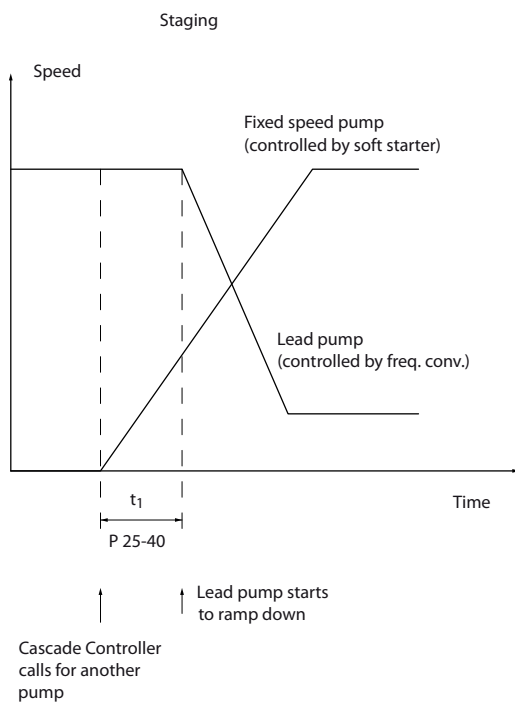 Staging
Speed
Fixed speed pump
(controlled by soft starter)
Lead pump
(controlled by freq. conv.)
t1
Time
P 25-40
Lead pump starts
to ramp down
Cascade Controller
calls for another
pump